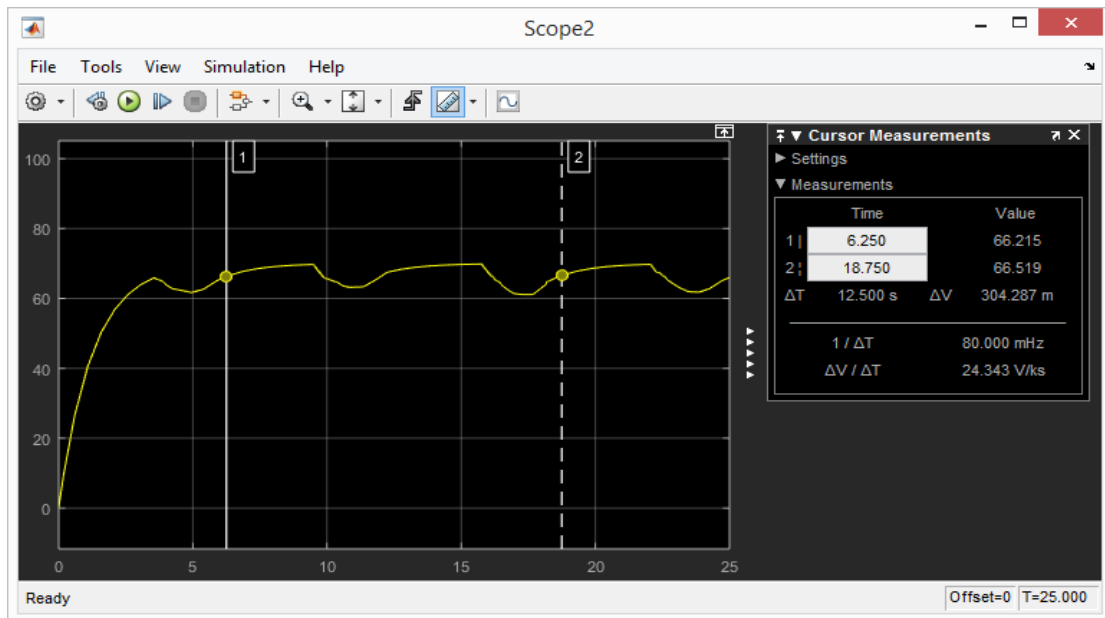 Scope2
File Tools View Simulation Help
1 2
100
80
60
40
20
0
0 5 10 15 20 25
Cursor Measurements
Settings
Measurements
Time Value
1 | 6.250 66.215
2 ¦ 18.750 66.519
ΔT 12.500 s ΔV 304.287 m
1 / ΔT 80.000 mHz
ΔV / ΔT 24.343 V/ks
Ready Offset=0 T=25.000